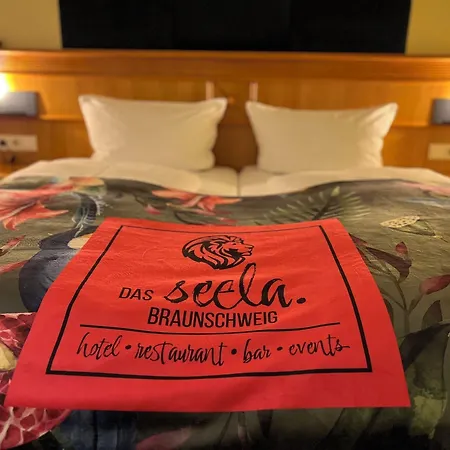 DAS seela.
BRAUNSCHWEIG
hotel • restaurant • bar • events